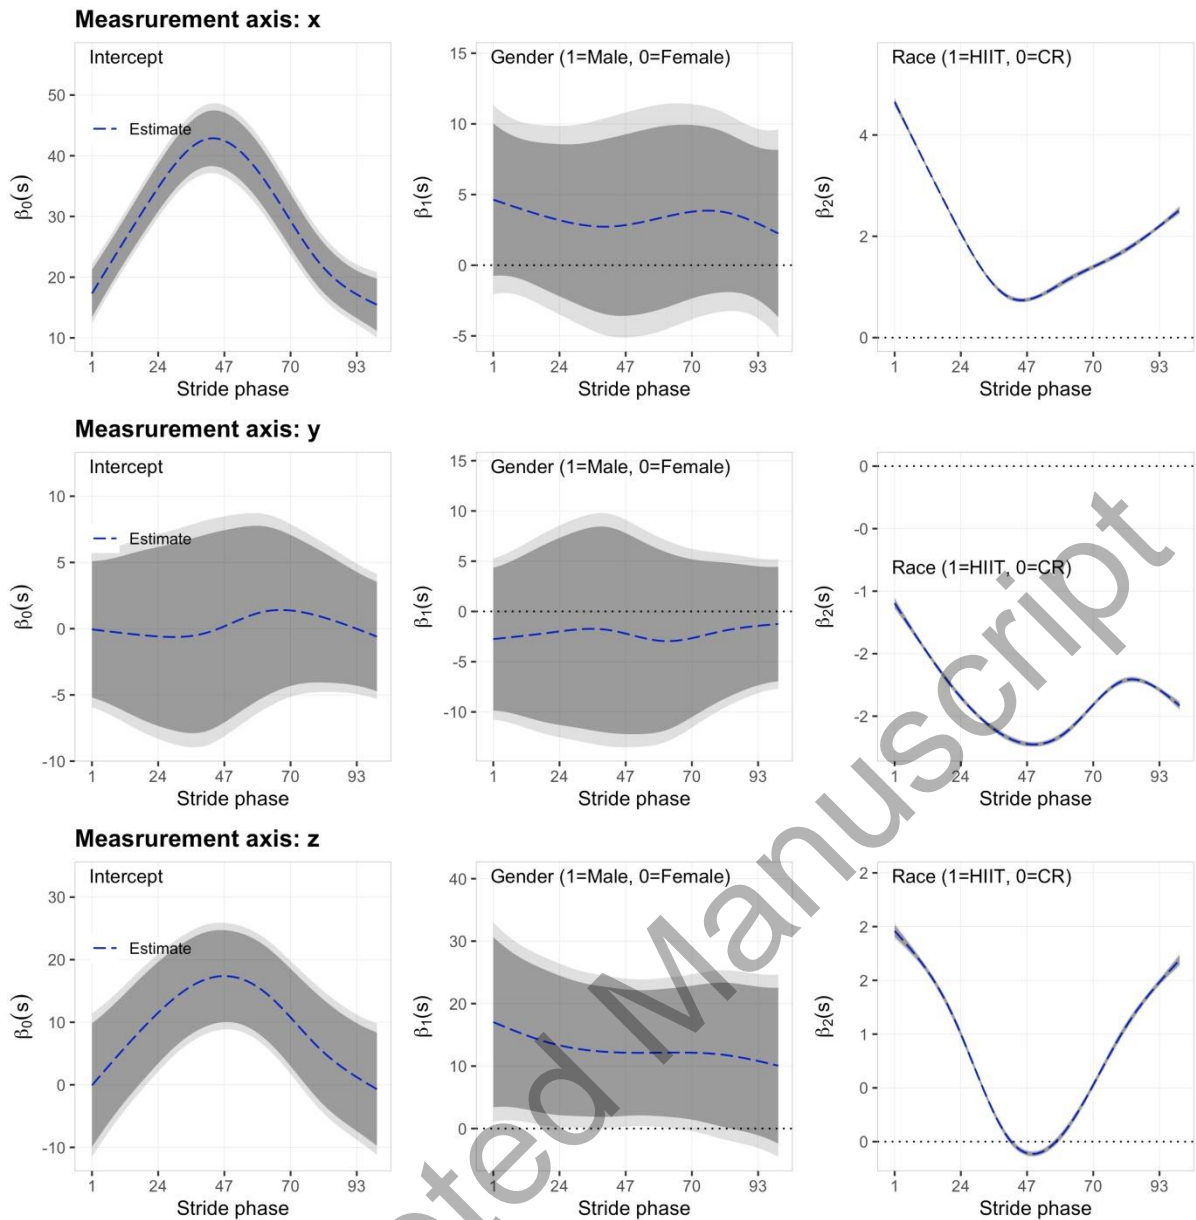 Measrurement axis: x
Intercept
Estimate
β0(s)
50
40
30
20
10
1 24 47 70 93
Stride phase
Gender (1=Male, 0=Female)
β1(s)
15
10
5
0
-5
1 24 47 70 93
Stride phase
Race (1=HIIT, 0=CR)
β2(s)
4
2
0
1 24 47 70 93
Stride phase
Measrurement axis: y
Intercept
Estimate
β0(s)
10
5
0
-5
-10
1 24 47 70 93
Stride phase
Gender (1=Male, 0=Female)
β1(s)
15
10
5
0
-5
-10
1 24 47 70 93
Stride phase
Race (1=HIIT, 0=CR)
β2(s)
0
-0
-1
-2
-2
1 24 47 70 93
Stride phase
Measrurement axis: z
Intercept
Estimate
β0(s)
30
20
10
0
-10
1 24 47 70 93
Stride phase
Gender (1=Male, 0=Female)
β1(s)
40
30
20
10
0
1 24 47 70 93
Stride phase
Race (1=HIIT, 0=CR)
β2(s)
2
2
2
1
0
0
1 24 47 70 93
Stride phase
Manuscript